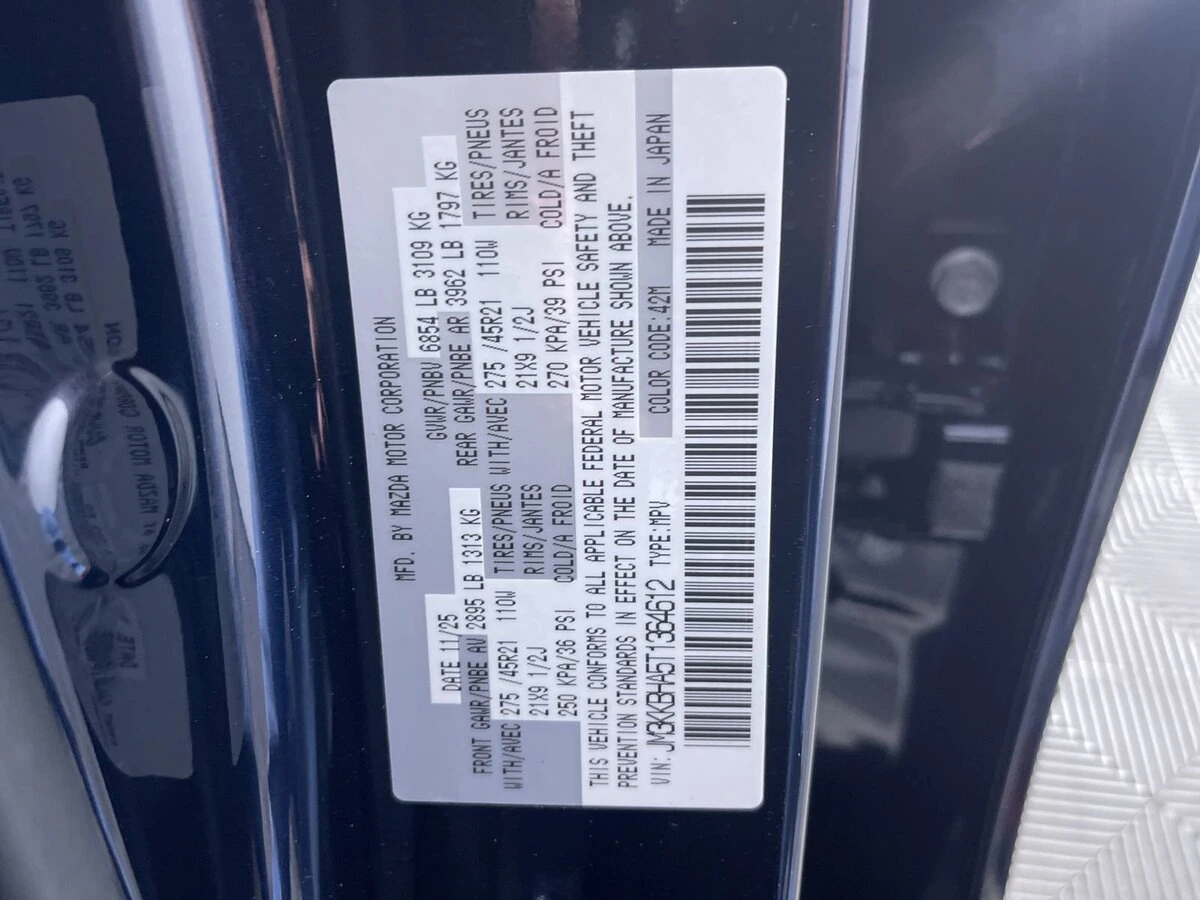 MFD. BY MAZDA MOTOR CORPORATION
DATE 11/25 GVWR/PNBV 6854 LB 3109 KG
FRONT GAWR/PNBE AV 2895 LB 1313 KG REAR GAWR/PNBE AR 3962 LB 1797 KG
WITH/AVEC 275 /45R21 110W TIRES/PNEUS WITH/AVEC 275 /45R21 110W TIRES/PNEUS
21X9 1/2J RIMS/JANTES 21X9 1/2J RIMS/JANTES
250 KPA/36 PSI COLD/A FROID 270 KPA/39 PSI COLD/A FROID
THIS VEHICLE CONFORMS TO ALL APPLICABLE FEDERAL MOTOR VEHICLE SAFETY AND THEFT
PREVENTION STANDARDS IN EFFECT ON THE DATE OF MANUFACTURE SHOWN ABOVE.
VIN: JM3KKBHA5T1364612 TYPE:MPV COLOR CODE:42M MADE IN JAPAN